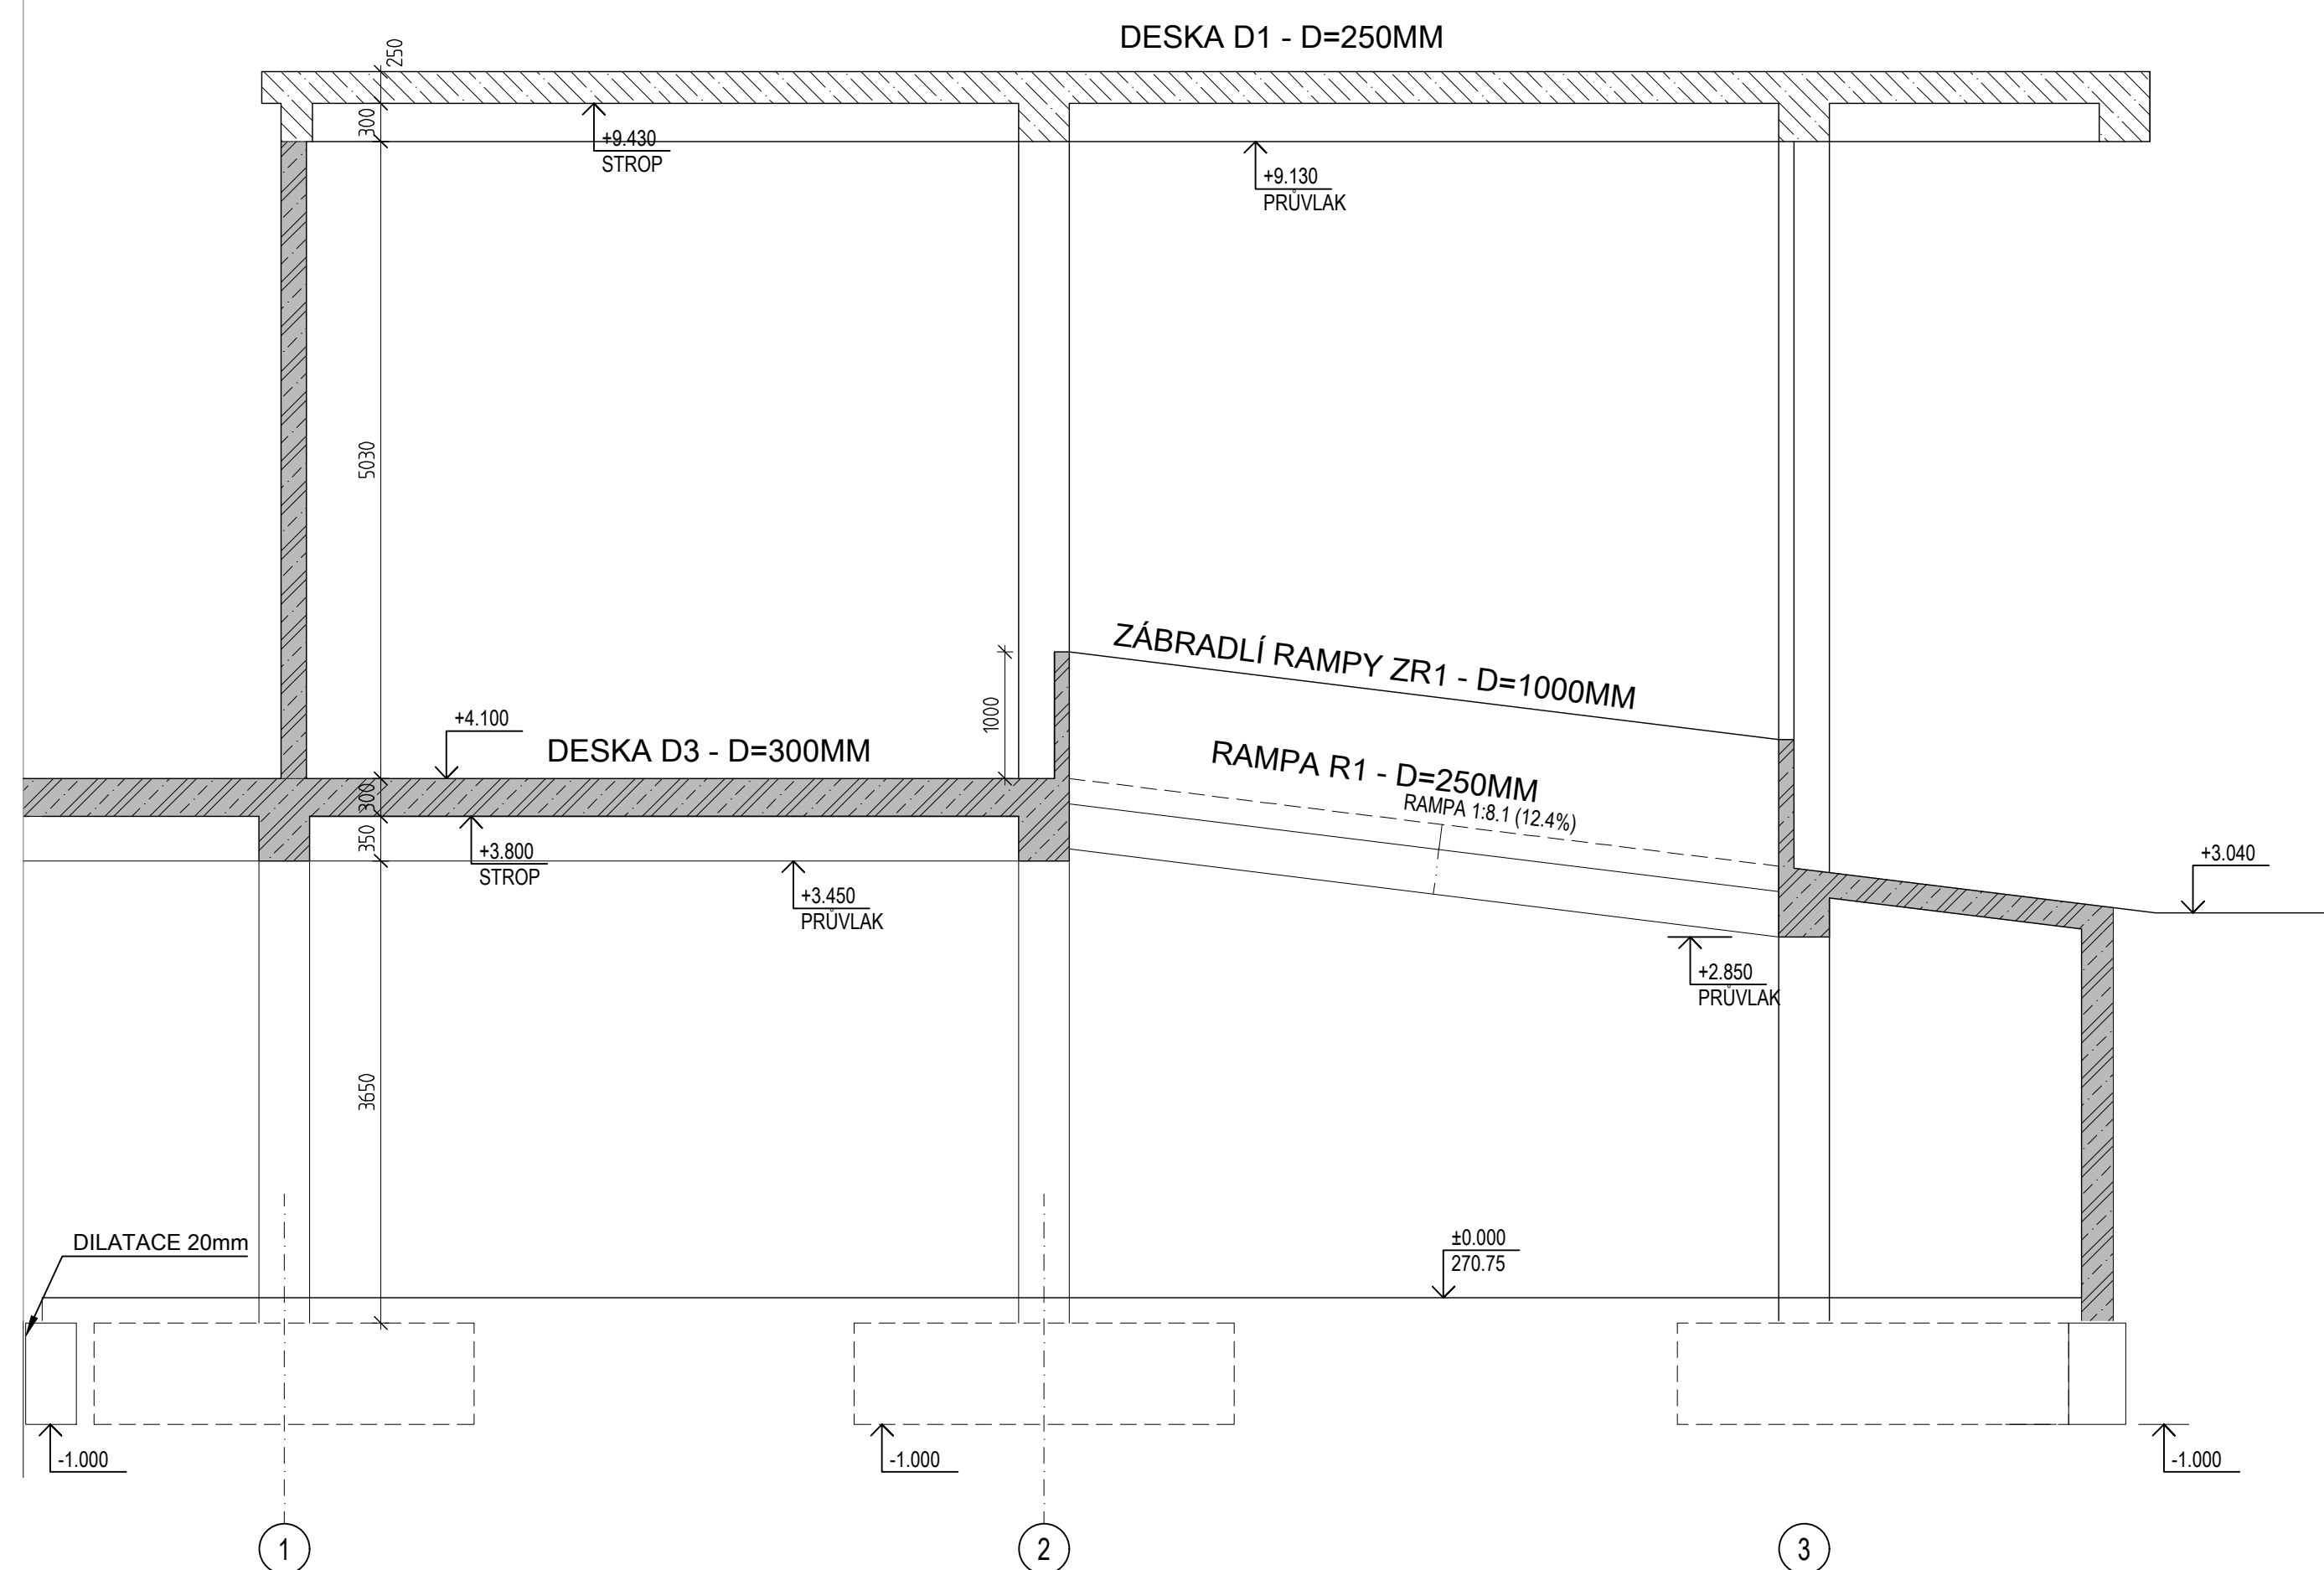 DESKA D1 - D=250MM
250
300
+9.430
STROP
+9.130
PRŮVLAK
5030
ZÁBRADLÍ RAMPY ZR1 - D=1000MM
1000
+4.100
DESKA D3 - D=300MM
RAMPA R1 - D=250MM
RAMPA 1:8.1 (12.4%)
300
350
+3.800
STROP
+3.450
PRŮVLAK
+3.040
+2.850
PRŮVLAK
3650
DILATACE 20mm
±0.000
270.75
-1.000
-1.000
-1.000
1
2
3